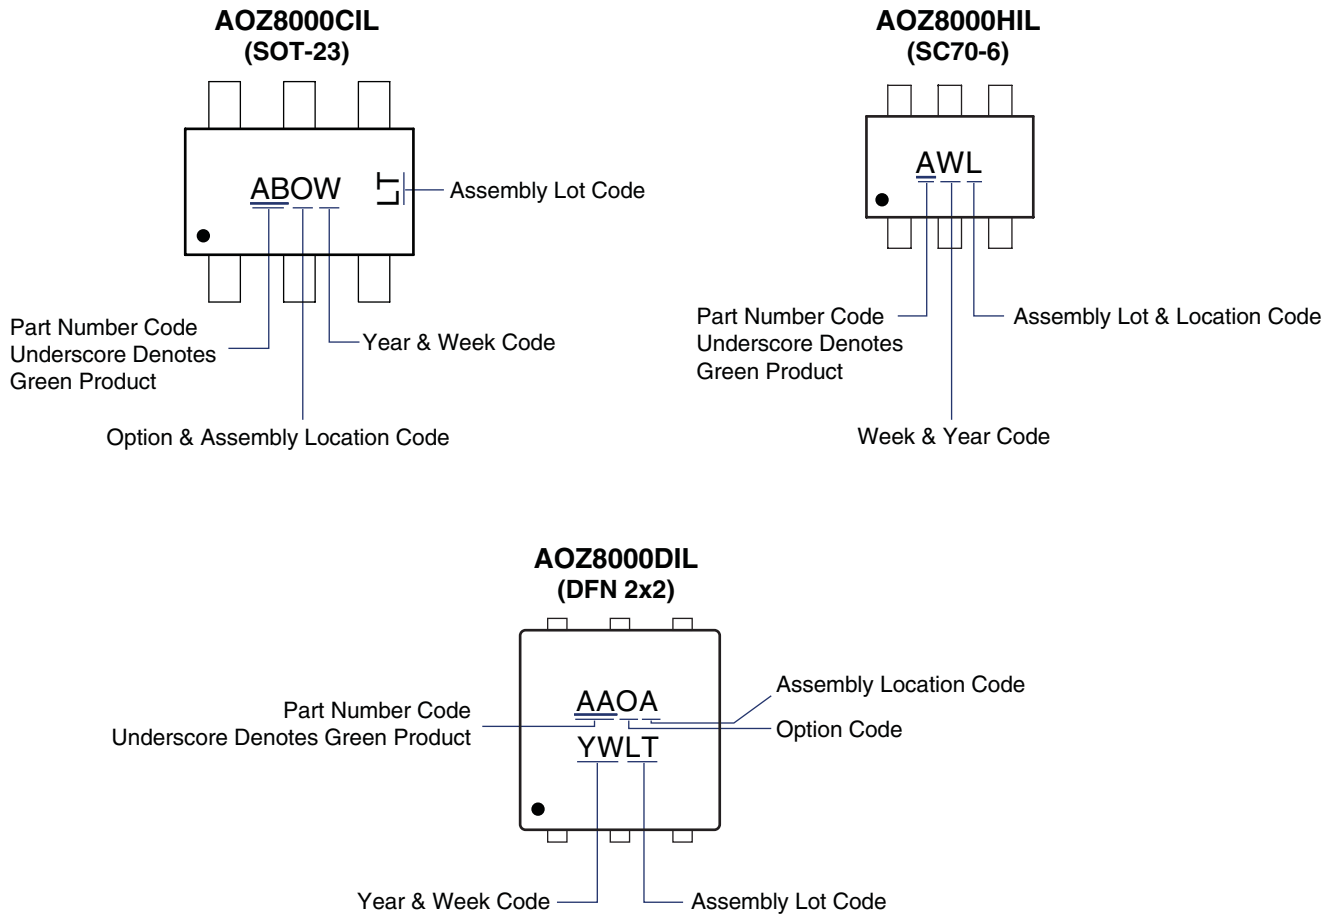 AOZ8000CIL
(SOT-23)
ABOW
LT
Assembly Lot Code
Part Number Code
Underscore Denotes
Green Product
Year & Week Code
Option & Assembly Location Code
AOZ8000HIL
(SC70-6)
AWL
Part Number Code
Underscore Denotes
Green Product
Assembly Lot & Location Code
Week & Year Code
AOZ8000DIL
(DFN 2x2)
AAOA
YWLT
Assembly Location Code
Option Code
Part Number Code
Underscore Denotes Green Product
Year & Week Code
Assembly Lot Code